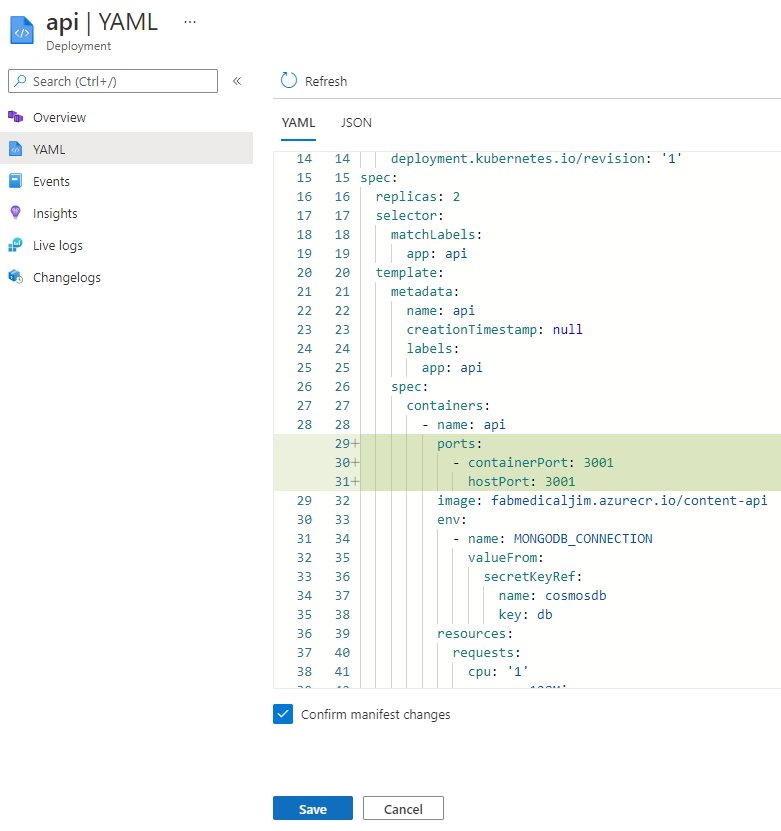 api | YAML ...
Deployment
Search (Ctrl+/) «
Refresh
Overview
YAML
Events
Insights
Live logs
Changelogs
YAML JSON
14 14 deployment.kubernetes.io/revision: '1'
15 15 spec:
16 16 replicas: 2
17 17 selector:
18 18 matchLabels:
19 19 app: api
20 20 template:
21 21 metadata:
22 22 name: api
23 23 creationTimestamp: null
24 24 labels:
25 25 app: api
26 26 spec:
27 27 containers:
28 28 - name: api
29+ ports:
30+ - containerPort: 3001
31+ hostPort: 3001
29 32 image: fabmedicaljim.azurecr.io/content-api
30 33 env:
31 34 - name: MONGODB_CONNECTION
32 35 valueFrom:
33 36 secretKeyRef:
34 37 name: cosmosdb
35 38 key: db
36 39 resources:
37 40 requests:
38 41 cpu: '1'
Confirm manifest changes
Save Cancel